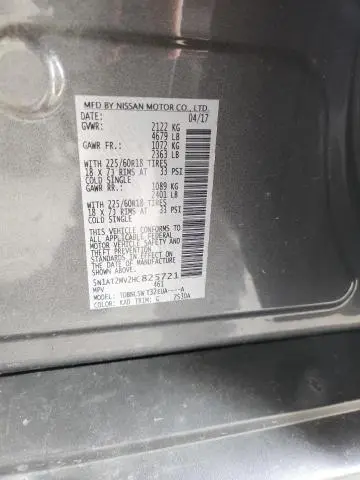 MFD BY NISSAN MOTOR CO., LTD.
DATE: 04/17
GVWR: 2122 KG
4679 LB
GAWR FR.: 1072 KG
2363 LB
WITH 225/60R18 TIRES
18 X 7J RIMS AT 33 PSI
COLD SINGLE
GAWR RR.: 1089 KG
2401 LB
WITH 225/60R18 TIRES
18 X 7J RIMS AT 33 PSI
COLD SINGLE
THIS VEHICLE CONFORMS TO ALL
APPLICABLE FEDERAL MOTOR
VEHICLE SAFETY BUMPER AND
THEFT PREVENTION STANDARDS
IN EFFECT ON THE DATE OF
MANUFACTURE SHOWN ABOVE.
5N1AT2MV2HC825721
MPV 461
MODEL:
COLOR: KAD TRIM: G